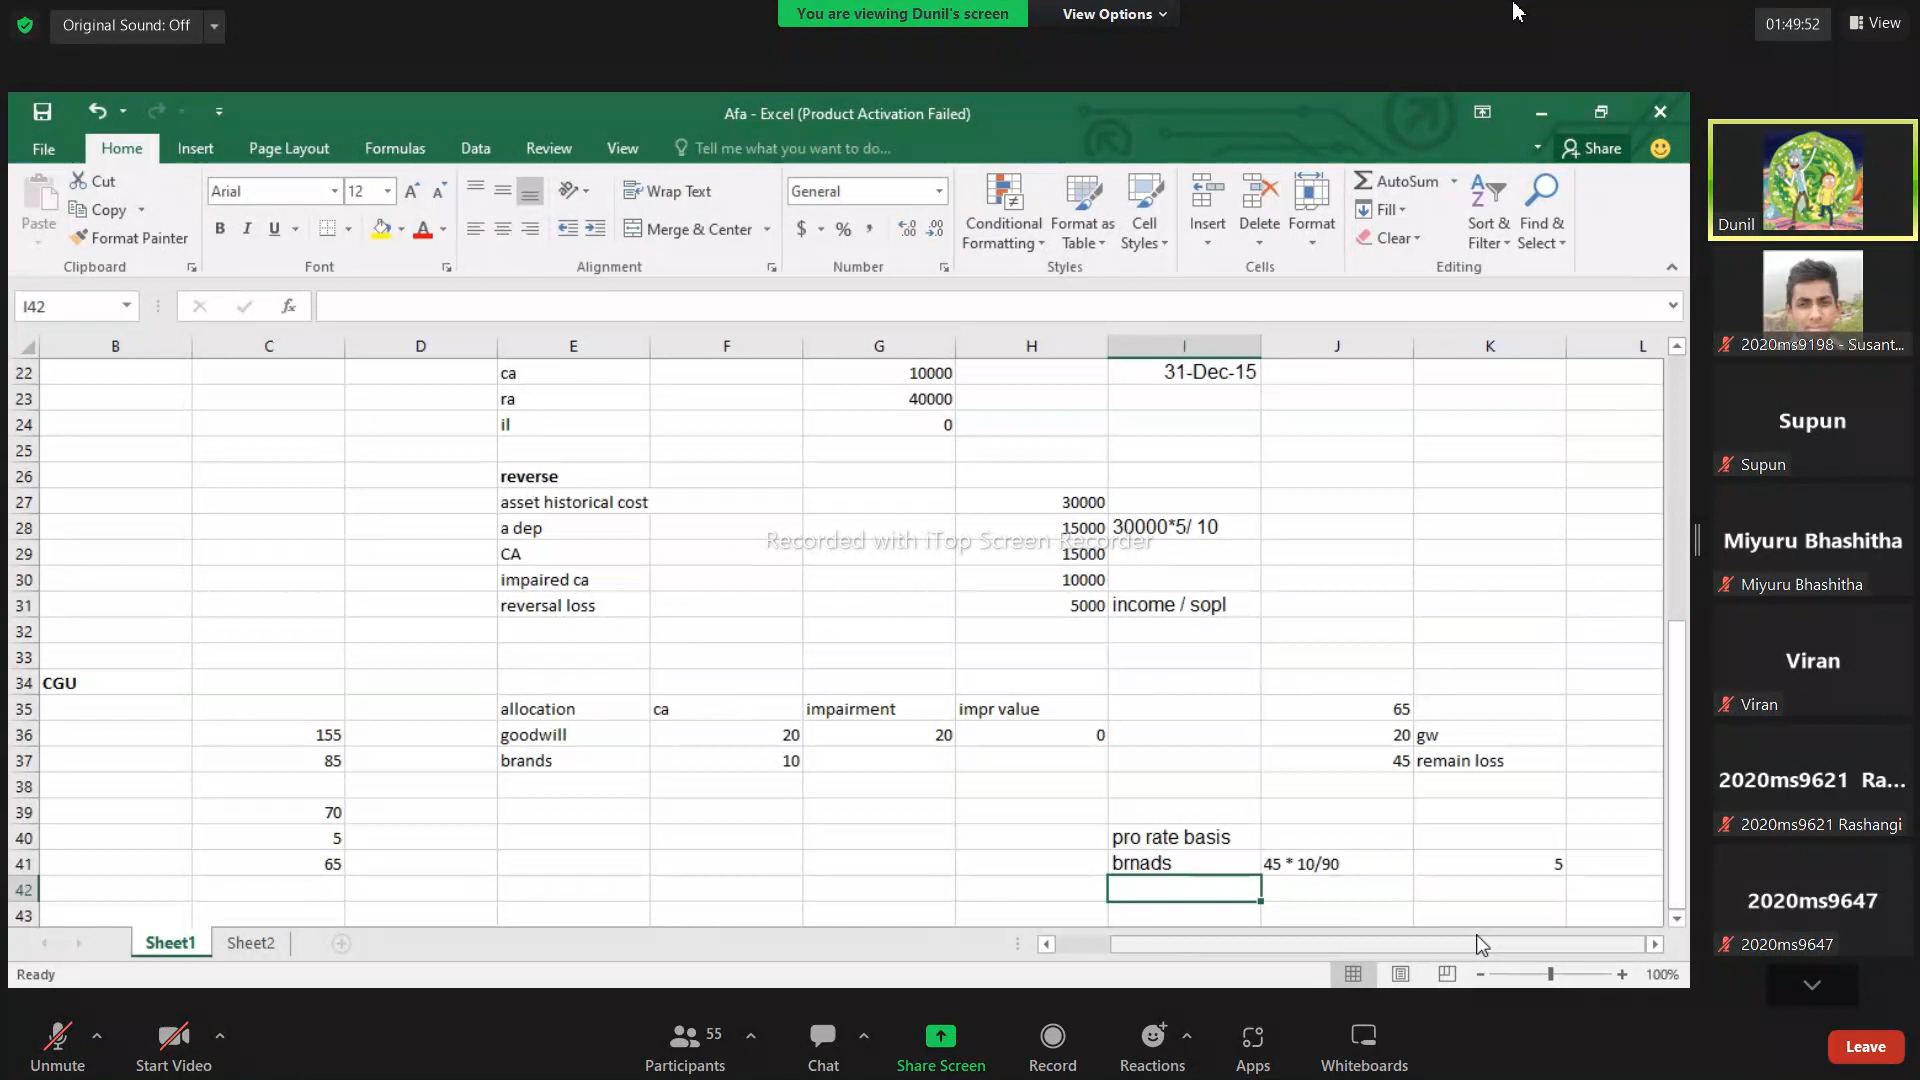 Original Sound: Off
You are viewing Dunil's screen
View Options
01:49:52
View
Afa - Excel (Product Activation Failed)
File
Home
Insert
Page Layout
Formulas
Data
Review
View
Tell me what you want to do...
Share
Cut
Copy
Format Painter
Paste
Clipboard
Arial
12
B I U
Font
Wrap Text
Merge & Center
Alignment
General
$ % ,
Number
Conditional Formatting
Format as Table
Cell Styles
Styles
Insert
Delete
Format
Cells
AutoSum
Fill
Clear
Sort & Filter
Find & Select
Editing
I42
fx
B C D E F G H I J K L
22 ca 10000 31-Dec-15
23 ra 40000
24 il 0
25
26 reverse
27 asset historical cost 30000
28 a dep 15000 30000*5/ 10
Recorded with iTop Screen Recorder
29 CA 15000
30 impaired ca 10000
31 reversal loss 5000 income / sopl
32
33
34 CGU
35 allocation ca impairment impr value 65
36 155 goodwill 20 20 0 20 gw
37 85 brands 10 45 remain loss
38
39 70
40 5 pro rate basis
41 65 brnads 45 * 10/90 5
42
43
Sheet1
Sheet2
Ready
100%
Dunil
2020ms9198 - Susant...
Supun
Supun
Miyuru Bhashitha
Miyuru Bhashitha
Viran
Viran
2020ms9621 Ra...
2020ms9621 Rashangi
2020ms9647
2020ms9647
Unmute
Start Video
Participants
55
Chat
Share Screen
Record
Reactions
Apps
Whiteboards
Leave